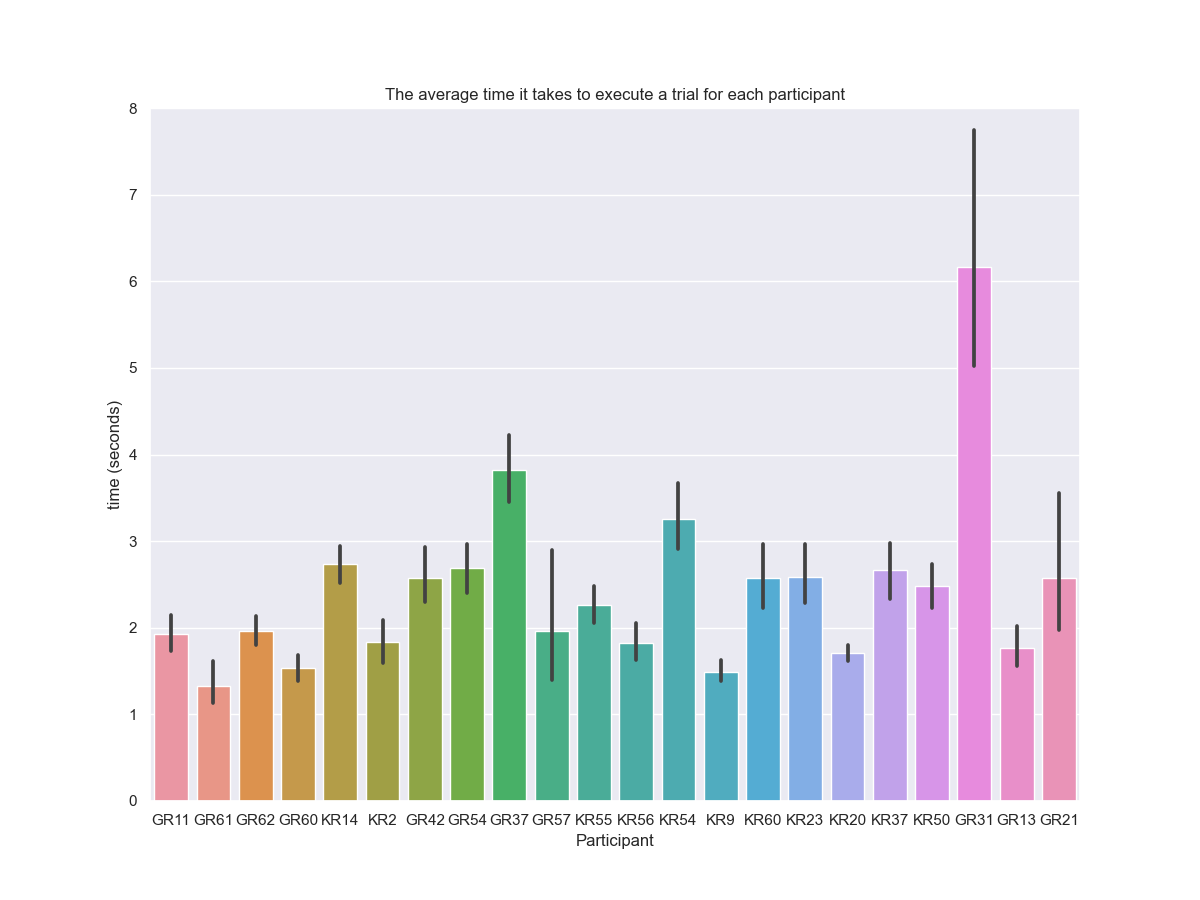 The average time it takes to execute a trial for each participant
8
7
6
5
4
3
2
1
0
time (seconds)
GR11 GR61 GR62 GR60 KR14 KR2 GR42 GR54 GR37 GR57 KR55 KR56 KR54 KR9 KR60 KR23 KR20 KR37 KR50 GR31 GR13 GR21
Participant